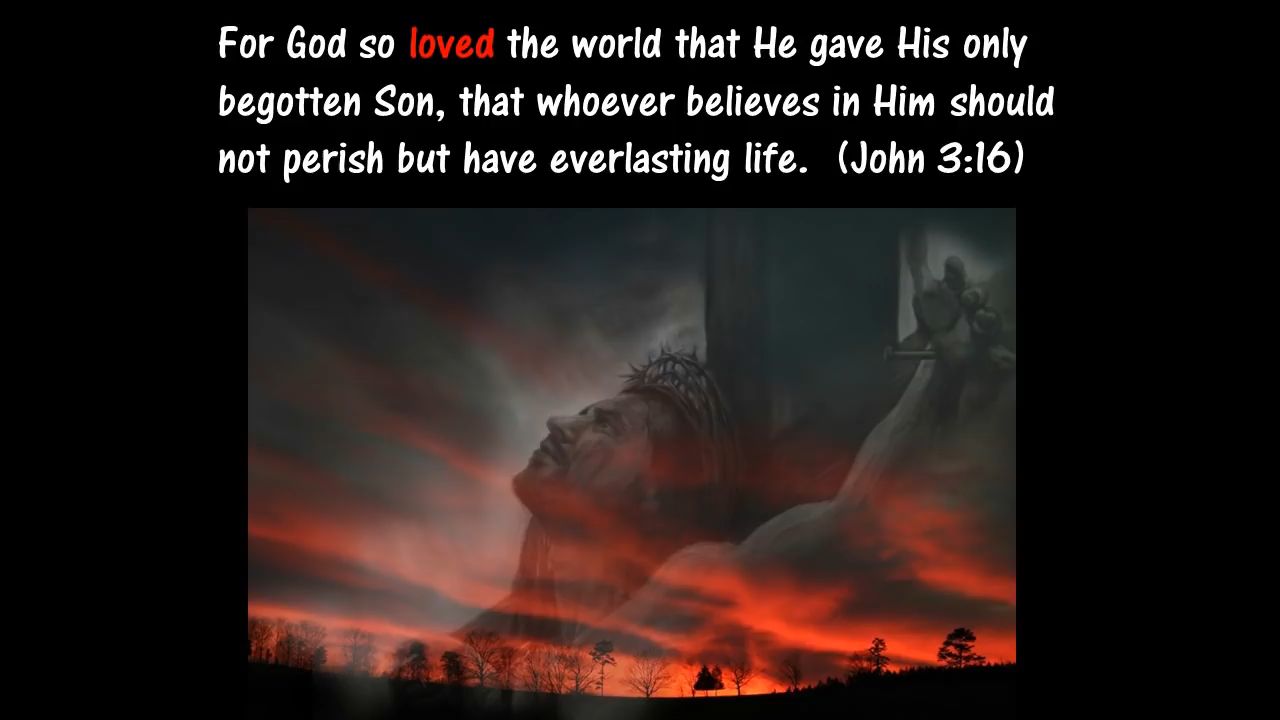 For God so loved the world that He gave His only
begotten Son, that whoever believes in Him should
not perish but have everlasting life.  (John 3:16)